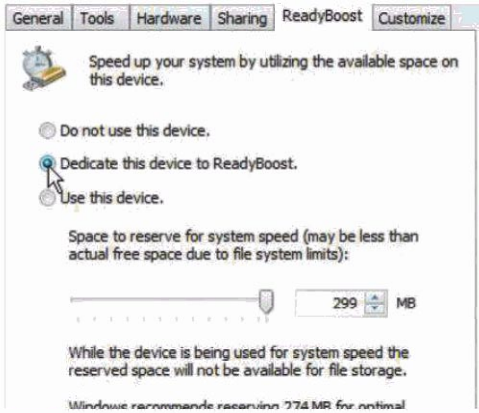 General Tools Hardware Sharing ReadyBoost Customize
Speed up your system by utilizing the available space on
this device.
Do not use this device.
Dedicate this device to ReadyBoost.
Use this device.
Space to reserve for system speed (may be less than
actual free space due to file system limits):
299 MB
While the device is being used for system speed the
reserved space will not be available for file storage.
Windows recommends reserving 274 MB for optimal